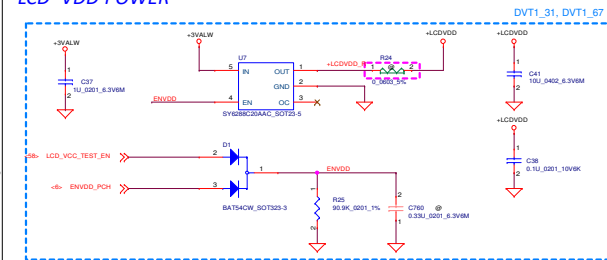 LCD VDD POWER
DVT1_31, DVT1_67
+3VALW
+3VALW
+LCDVDD
+LCDVDD
U7
R24
5 IN OUT 1
+LCDVDD_
1 @ 2
0_0603_5%
GND 2
4 EN OC 3
ENVDD
SY6288C20AAC_SOT23-5
1
C37
1U_0201_6.3V6M
2
1
C41
10U_0402_6.3V6M
2
+LCDVDD
1
C38
0.1U_0201_10V6K
2
<58> LCD_VCC_TEST_EN
2
D1
1
ENVDD
<6> ENVDD_PCH
3
BAT54CW_SOT323-3
1
R25
90.9K_0201_1%
2
2
C760 @
0.33U_0201_6.3V6M
1